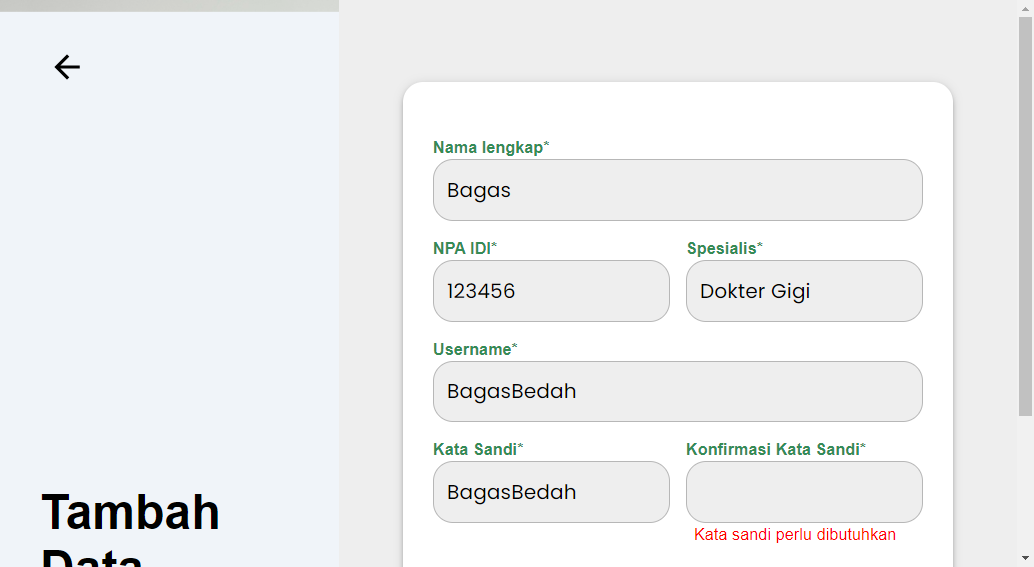 Nama lengkap*
Bagas
NPA IDI* Spesialis*
123456 Dokter Gigi
Username*
BagasBedah
Kata Sandi* Konfirmasi Kata Sandi*
BagasBedah
Kata sandi perlu dibutuhkan
Tambah
Data